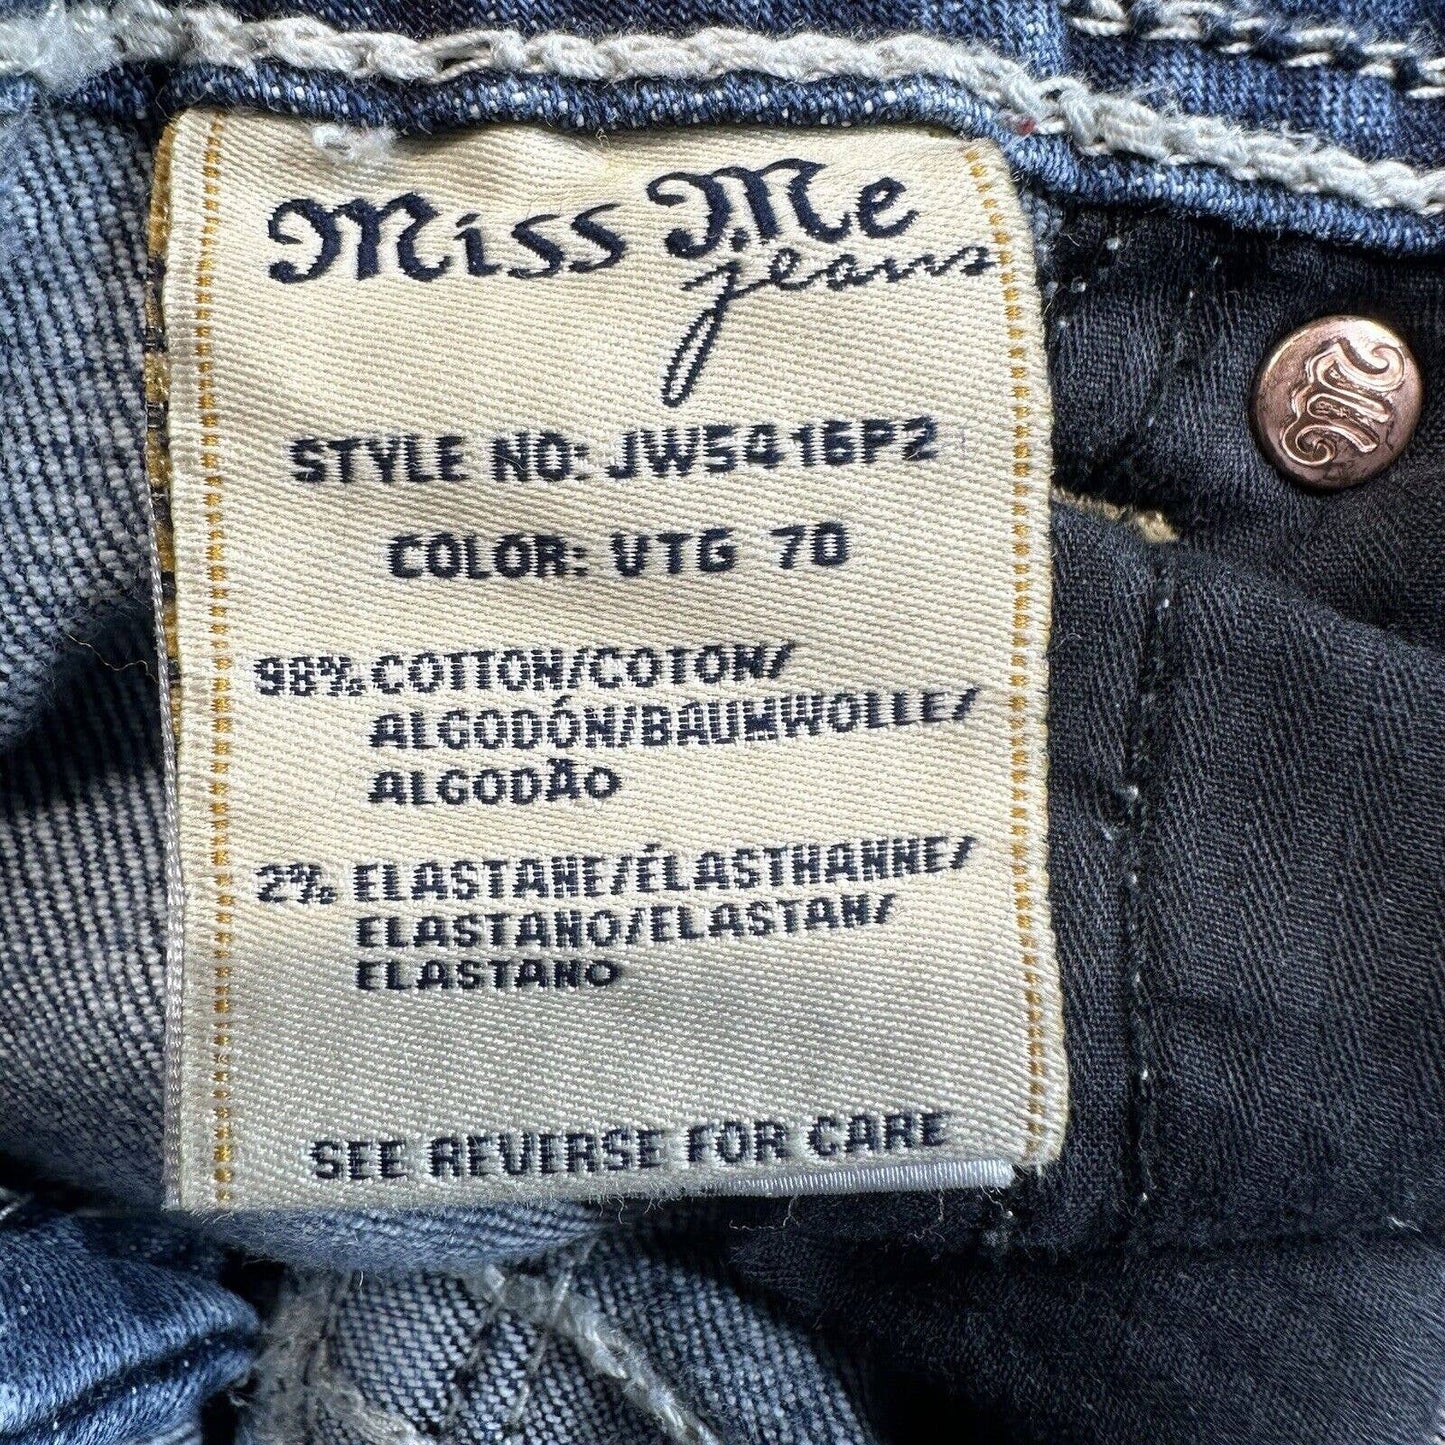 Miss Me
jeans
STYLE NO: JW5416P2
COLOR: VTG 70
98% COTTON/COTON/
ALGODÓN/BAUMWOLLE/
ALGODÃO
2% ELASTANE/ÉLASTHANNE/
ELASTANO/ELASTAN/
ELASTANO
SEE REVERSE FOR CARE
M